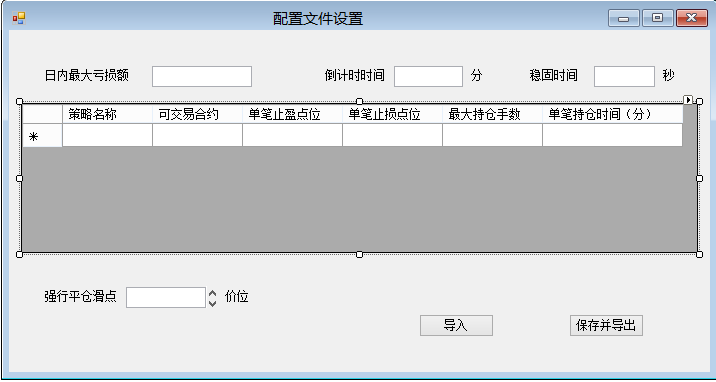 配置文件设置
日内最大亏损额 倒计时时间 分 稳固时间 秒
策略名称 可交易合约 单笔止盈点位 单笔止损点位 最大持仓手数 单笔持仓时间（分）
*
强行平仓滑点 价位
导入 保存并导出